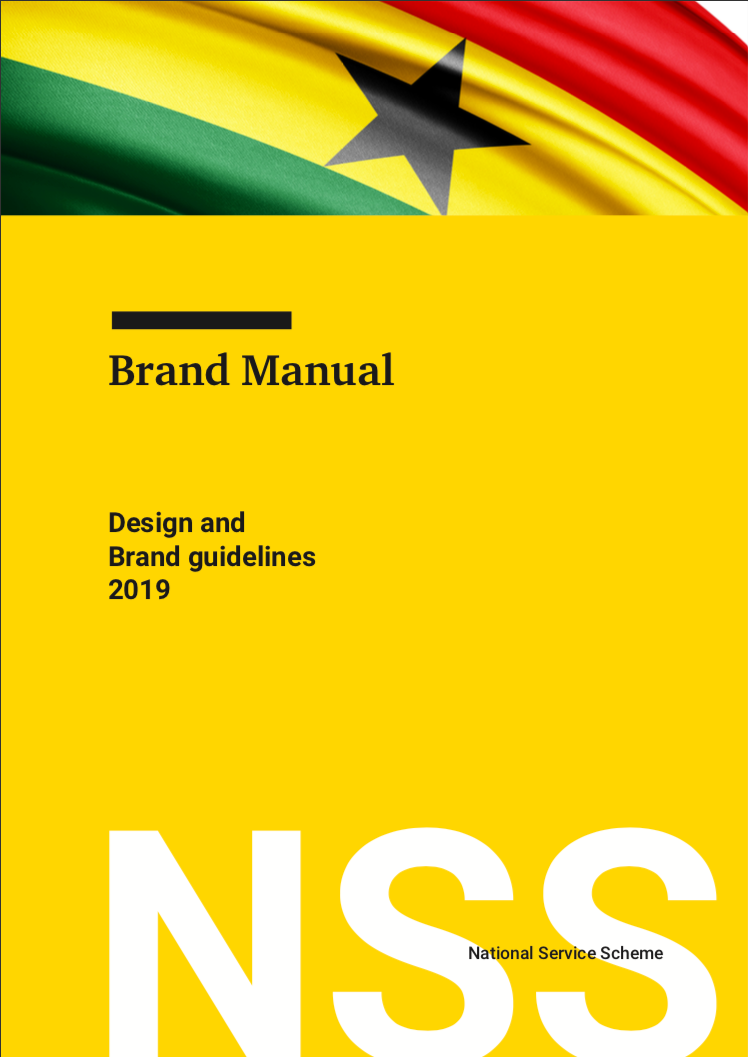 Brand Manual
Design and
Brand guidelines
2019
NSS
National Service Scheme